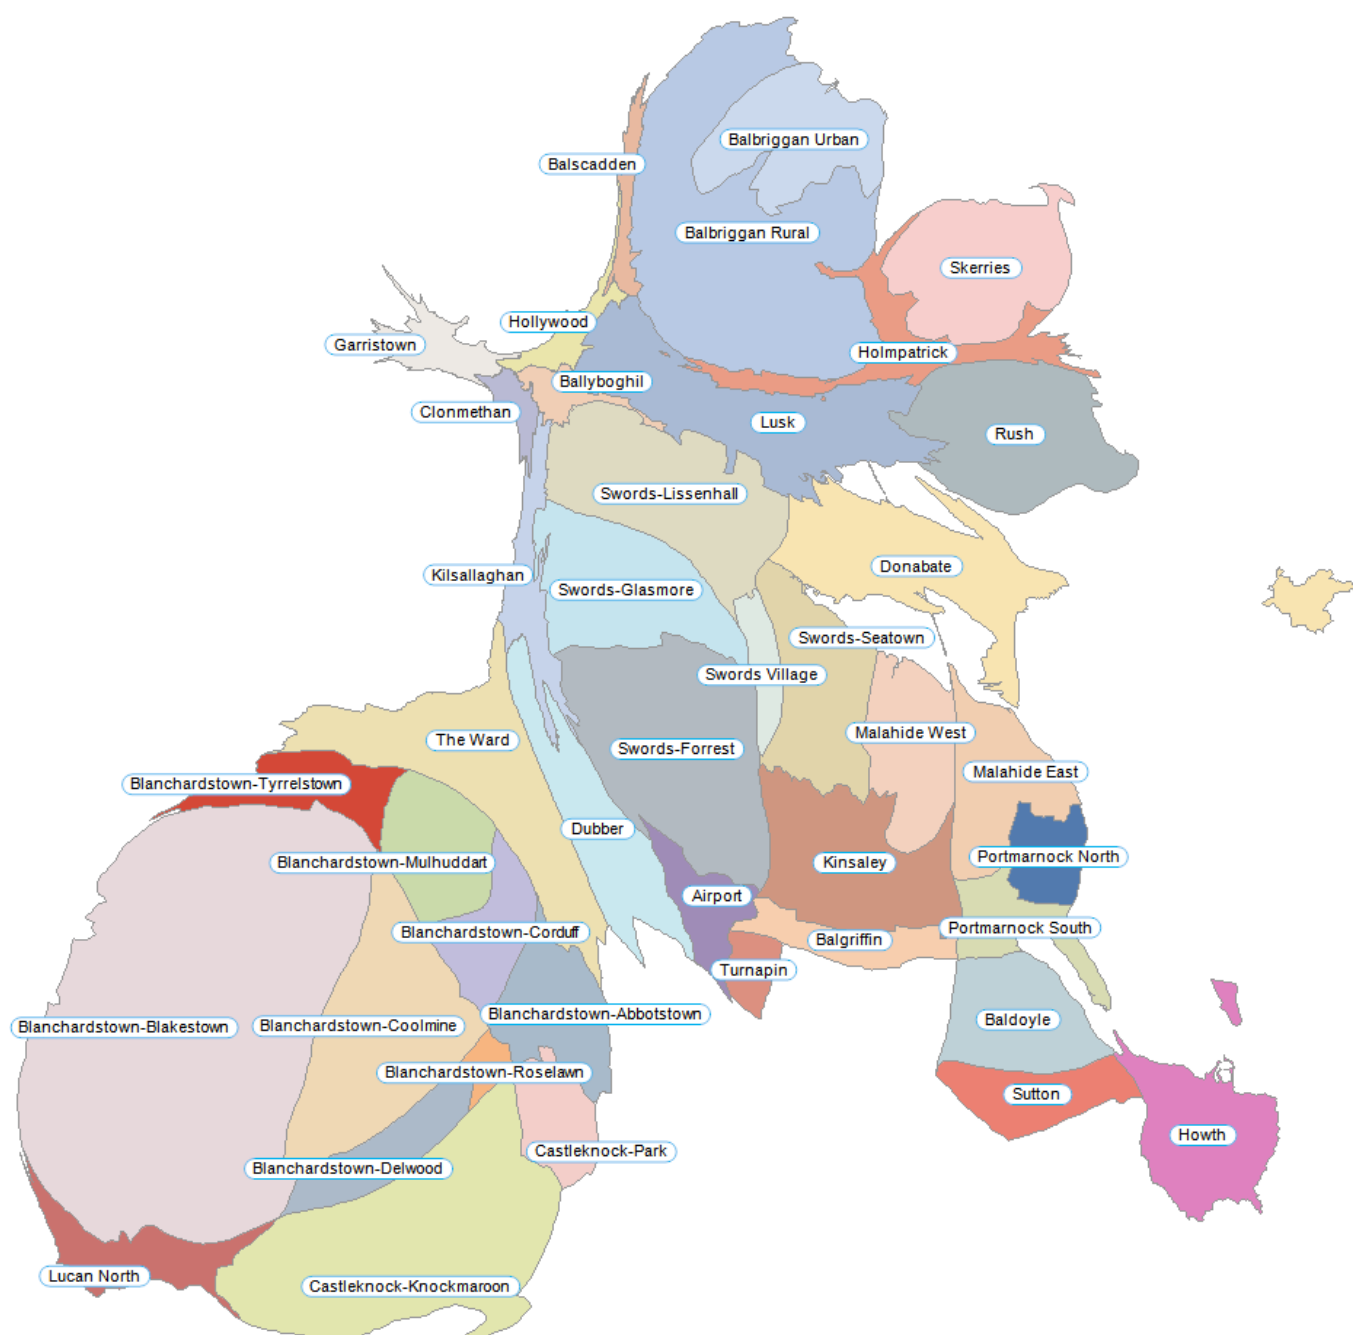 Balbriggan Urban
Balscadden
Balbriggan Rural
Skerries
Hollywood
Garristown
Holmpatrick
Ballyboghil
Clonmethan
Lusk
Rush
Swords-Lissenhall
Donabate
Kilsallaghan
Swords-Glasmore
Swords-Seatown
Swords Village
Malahide West
The Ward
Swords-Forrest
Malahide East
Blanchardstown-Tyrrelstown
Dubber
Portmarnock North
Blanchardstown-Mulhuddart
Kinsaley
Airport
Portmarnock South
Blanchardstown-Corduff
Balgriffin
Turnapin
Blanchardstown-Abbotstown
Baldoyle
Blanchardstown-Blakestown
Blanchardstown-Coolmine
Blanchardstown-Roselawn
Sutton
Howth
Castleknock-Park
Blanchardstown-Delwood
Lucan North
Castleknock-Knockmaroon